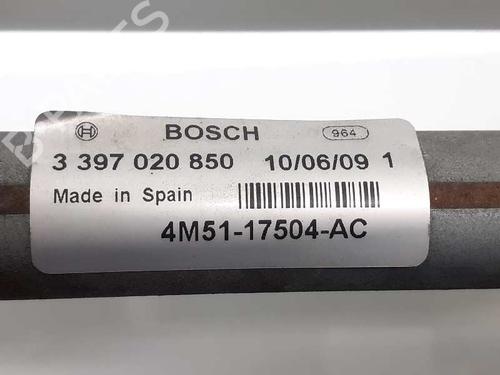 BOSCH 964
3 397 020 850 10/06/09 1
Made in Spain
4M51-17504-AC